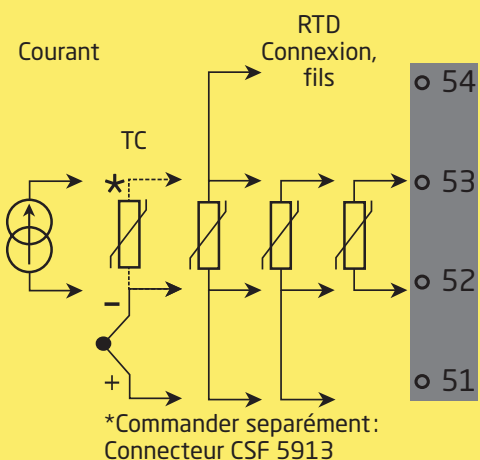 RTD
Courant
Connexion,
fils
54
TC
*
53
52
−
+
51
*Commander separément:
Connecteur CSF 5913